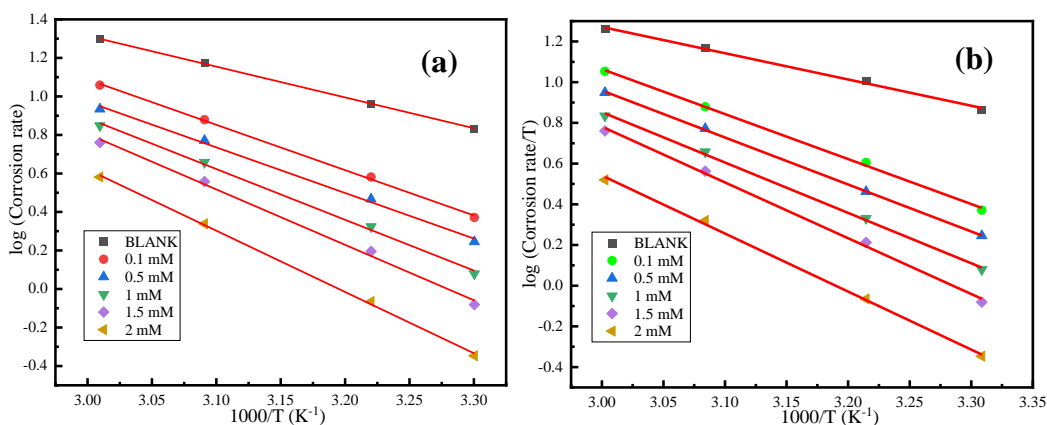 (a)
log (Corrosion rate)
1.4
1.2
1.0
0.8
0.6
0.4
0.2
0.0
-0.2
-0.4
BLANK
0.1 mM
0.5 mM
1 mM
1.5 mM
2 mM
3.00
3.05
3.10
3.15
3.20
3.25
3.30
1000/T (K-1)
(b)
log (Corrosion rate/T)
1.2
1.0
0.8
0.6
0.4
0.2
0.0
-0.2
-0.4
BLANK
0.1 mM
0.5 mM
1 mM
1.5 mM
2 mM
3.00
3.05
3.10
3.15
3.20
3.25
3.30
3.35
1000/T (K-1)